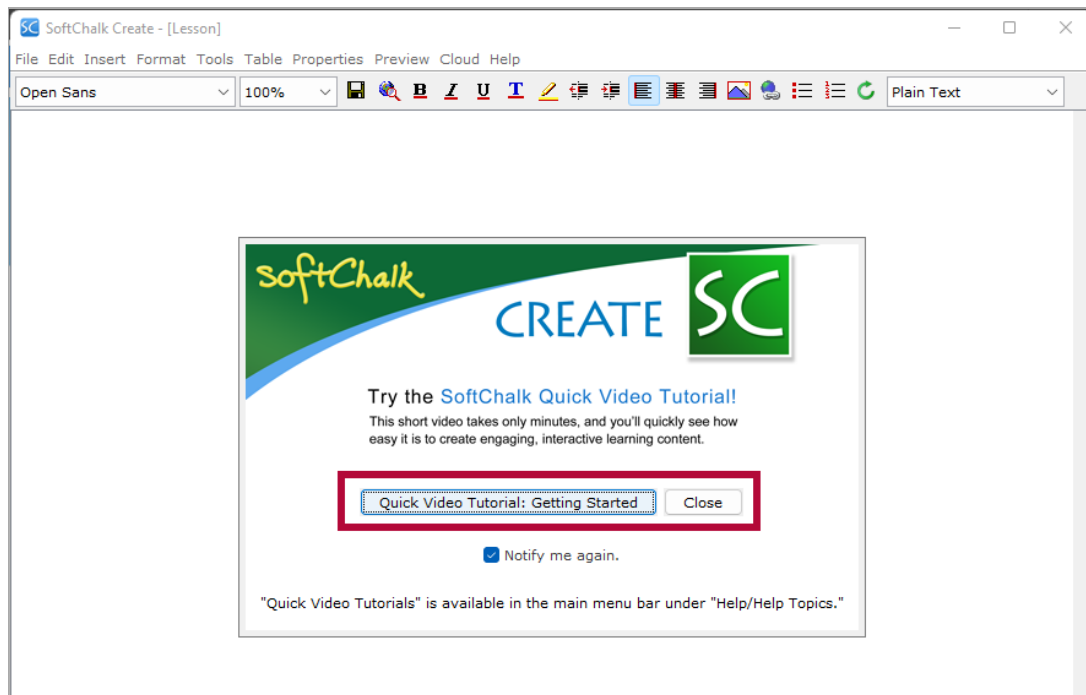 SC SoftChalk Create - [Lesson]
File Edit Insert Format Tools Table Properties Preview Cloud Help
Open Sans 100% B I U T Plain Text
SoftChalk
CREATE SC
Try the SoftChalk Quick Video Tutorial!
This short video takes only minutes, and you'll quickly see how
easy it is to create engaging, interactive learning content.
Quick Video Tutorial: Getting Started Close
Notify me again.
"Quick Video Tutorials" is available in the main menu bar under "Help/Help Topics."